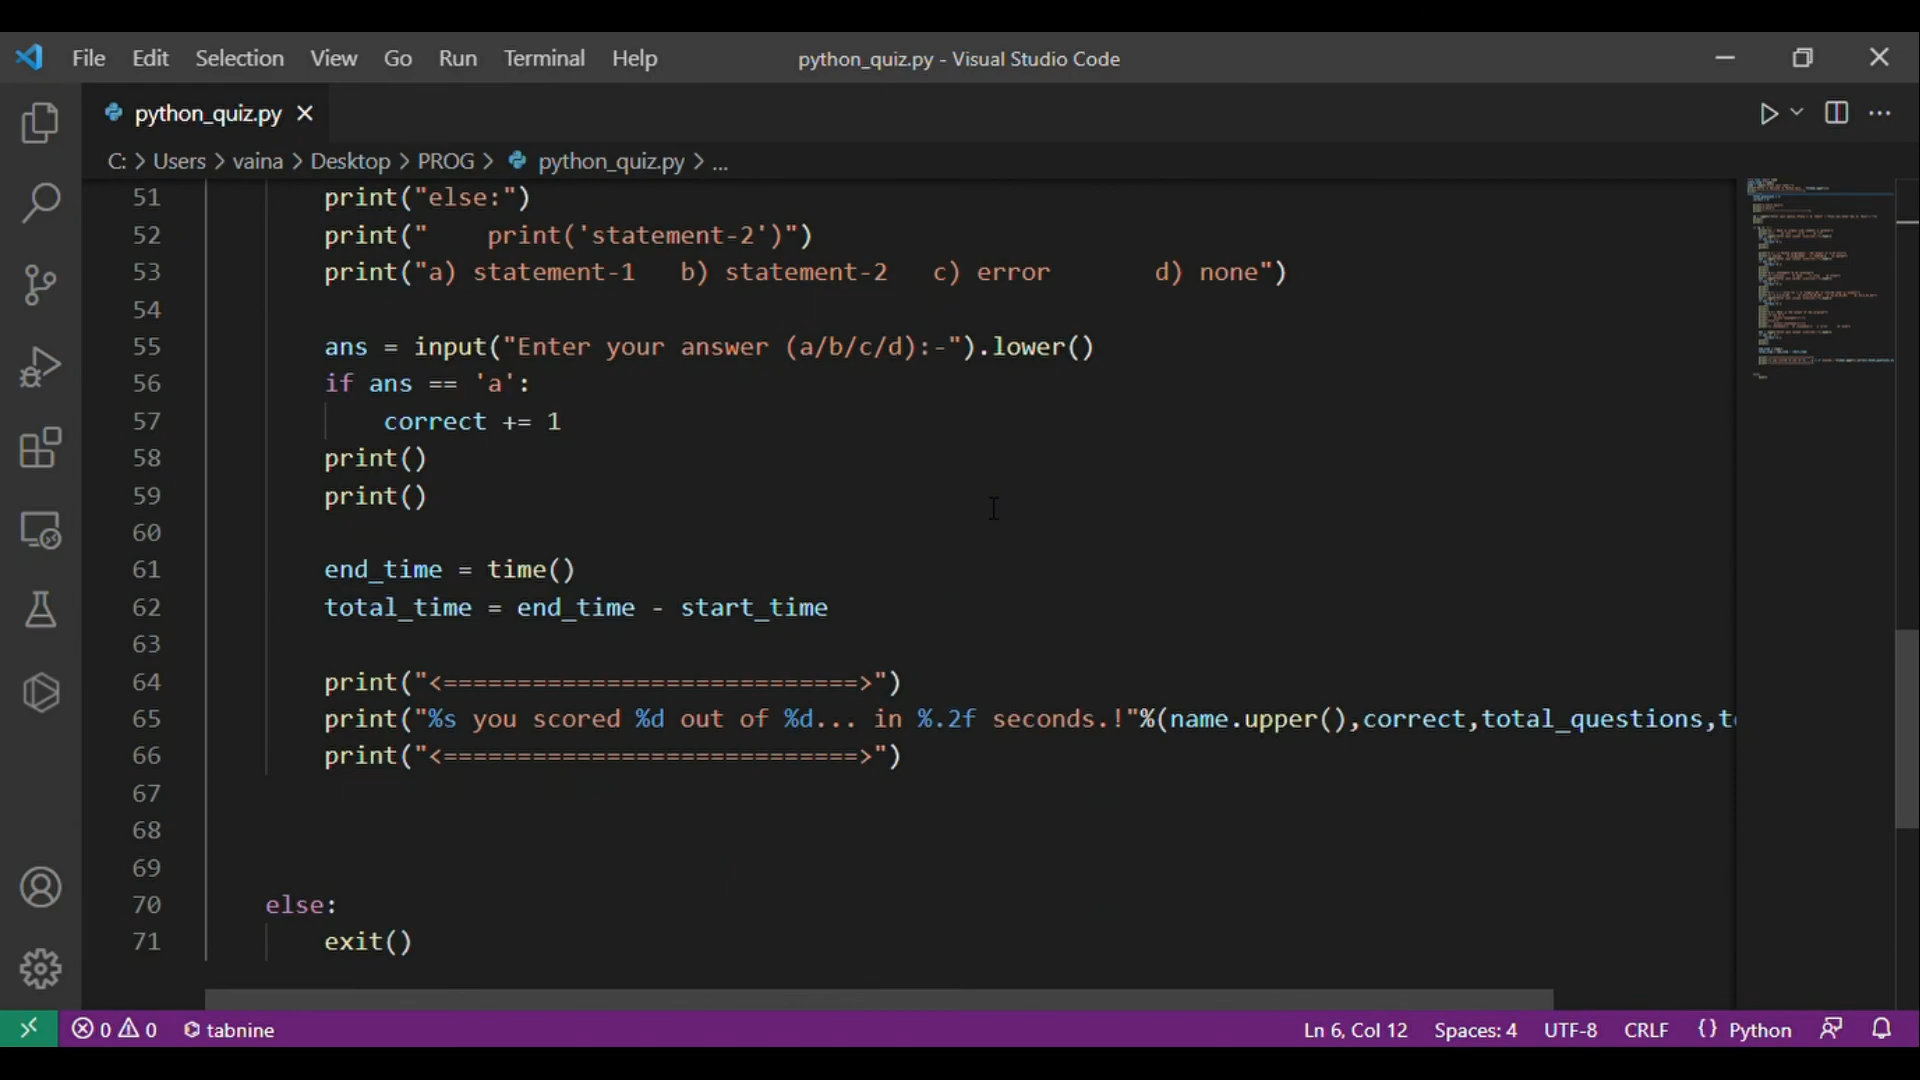 File Edit Selection View Go Run Terminal Help python_quiz.py - Visual Studio Code
python_quiz.py
C: > Users > vaina > Desktop > PROG > python_quiz.py > ...
51 print("else:")
52 print("    print('statement-2')")
53 print("a) statement-1   b) statement-2   c) error       d) none")
54
55 ans = input("Enter your answer (a/b/c/d):-").lower()
56 if ans == 'a':
57 correct += 1
58 print()
59 print()
60
61 end_time = time()
62 total_time = end_time - start_time
63
64 print("<============================>")
65 print("%s you scored %d out of %d... in %.2f seconds.!"%(name.upper(),correct,total_questions,t
66 print("<============================>")
67
68
69
70 else:
71 exit()
0 0 tabnine Ln 6, Col 12 Spaces: 4 UTF-8 CRLF {} Python